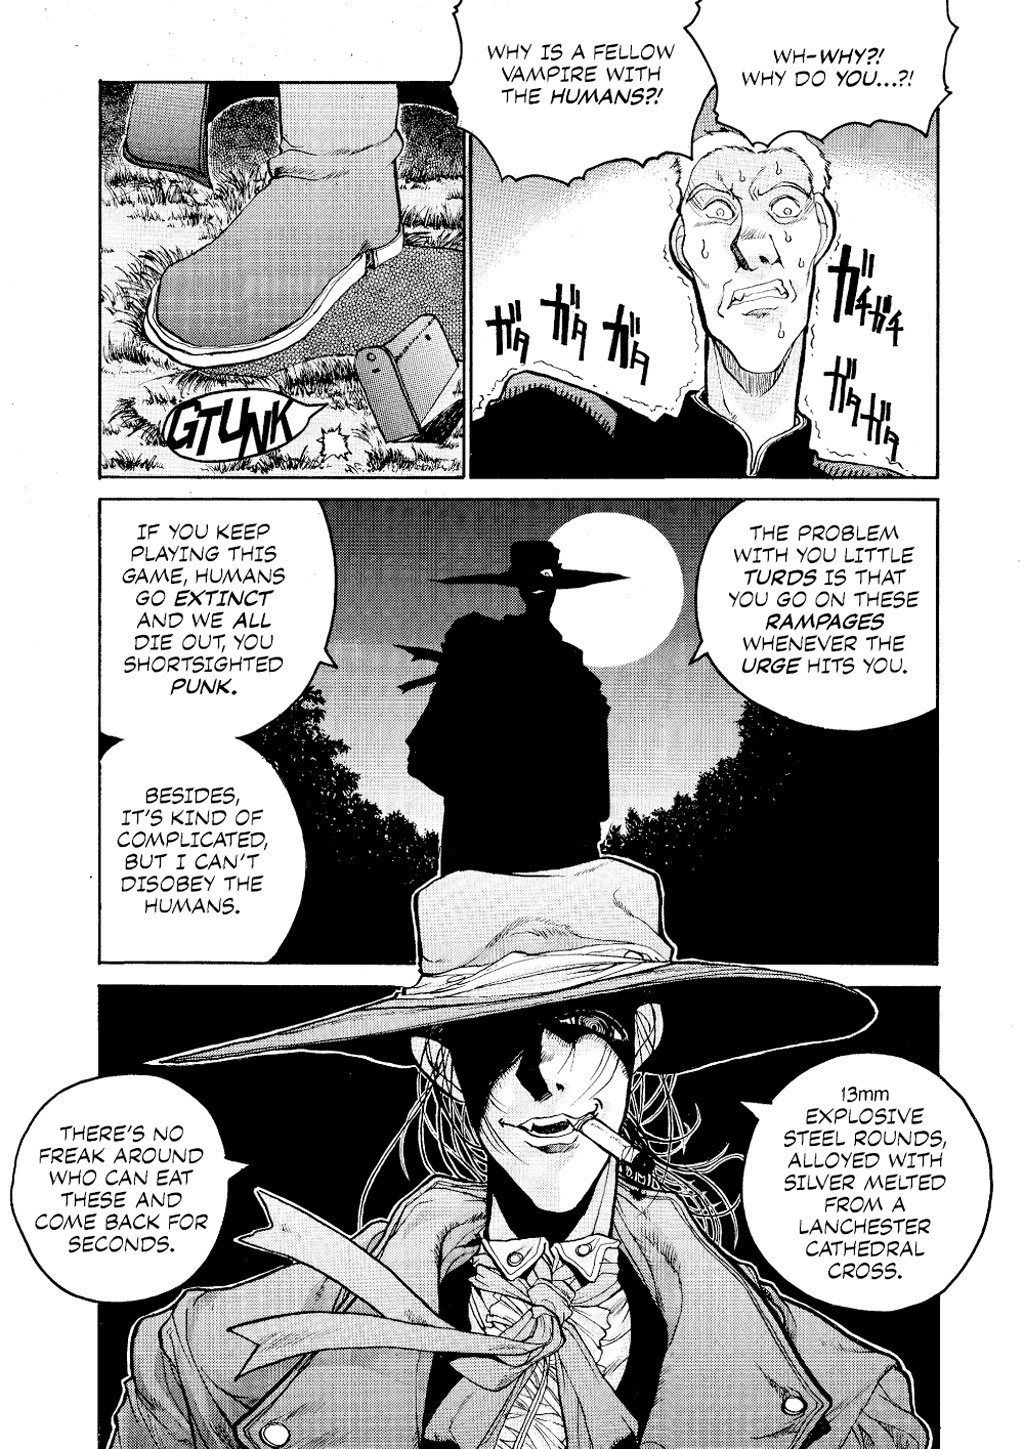 WH-WHY?!
WHY DO YOU...?!
WHY IS A FELLOW
VAMPIRE WITH
THE HUMANS?!
ガチガチ
ガタガタ
ガタ
ガタ
ガタ
GTUNK
THE PROBLEM
WITH YOU LITTLE
TURDS IS THAT
YOU GO ON THESE
RAMPAGES
WHENEVER THE
URGE HITS YOU.
IF YOU KEEP
PLAYING THIS
GAME, HUMANS
GO EXTINCT
AND WE ALL
DIE OUT, YOU
SHORTSIGHTED
PUNK.
BESIDES,
IT'S KIND OF
COMPLICATED,
BUT I CAN'T
DISOBEY THE
HUMANS.
13mm
EXPLOSIVE
STEEL ROUNDS,
ALLOYED WITH
SILVER MELTED
FROM A
LANCHESTER
CATHEDRAL
CROSS.
THERE'S NO
FREAK AROUND
WHO CAN EAT
THESE AND
COME BACK FOR
SECONDS.